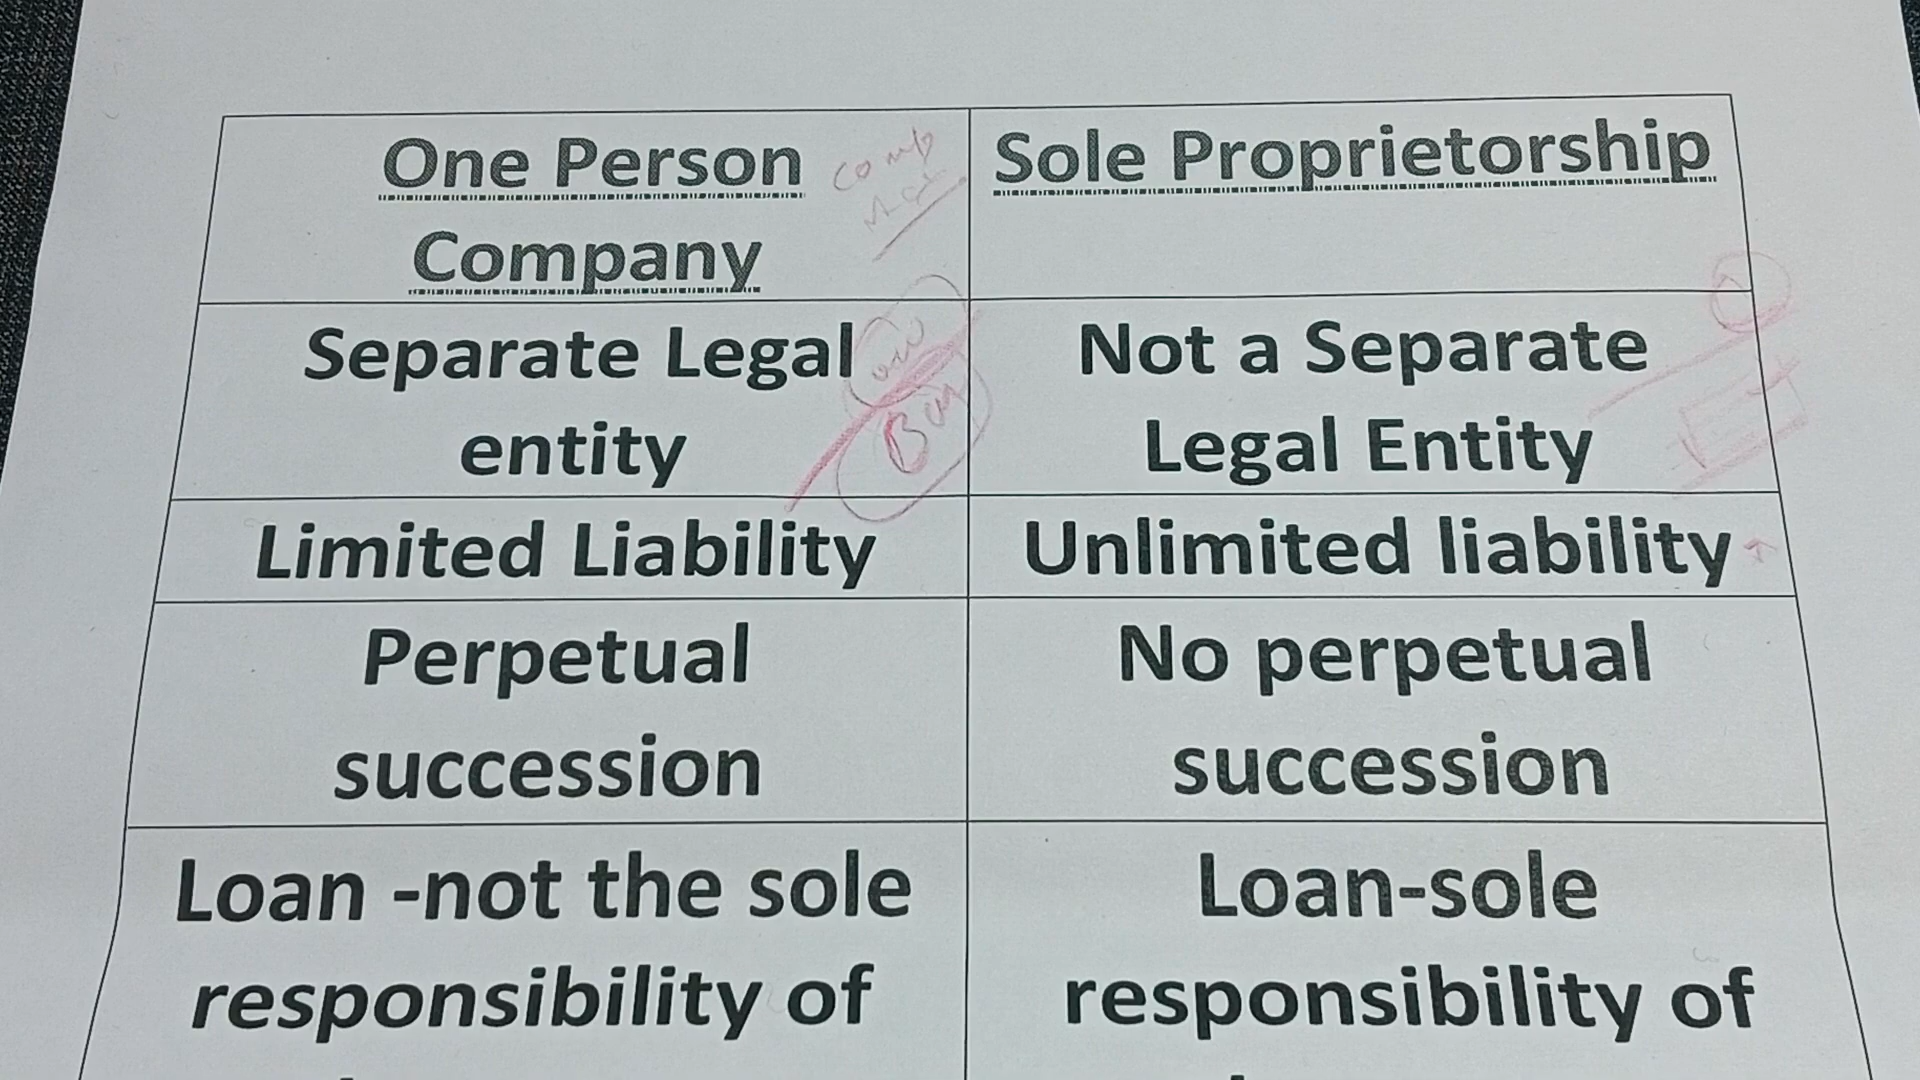 One Person
Company
Sole Proprietorship
Separate Legal
entity
Not a Separate
Legal Entity
Limited Liability
Unlimited liability
Perpetual
succession
No perpetual
succession
Loan -not the sole
responsibility of
Loan-sole
responsibility of